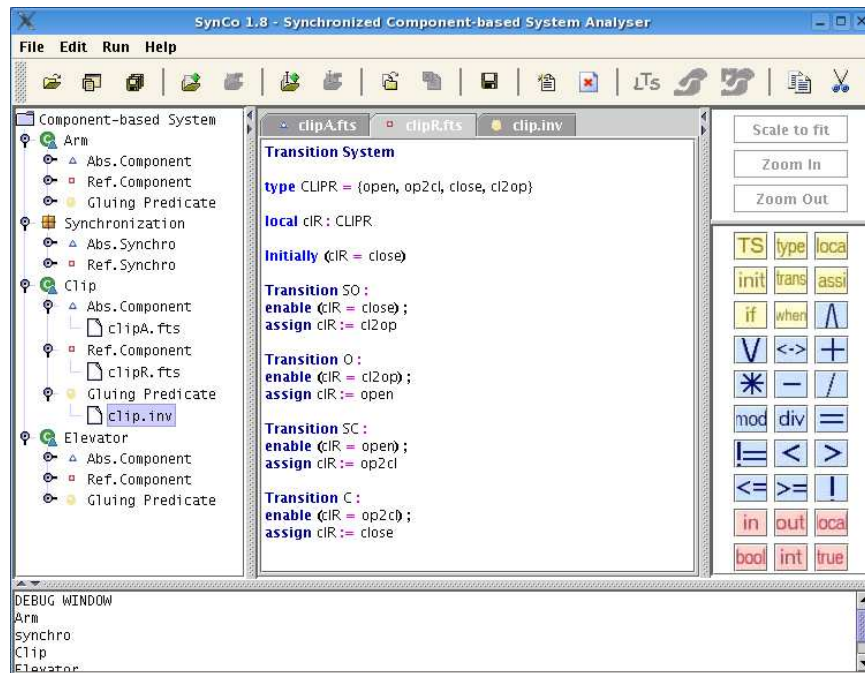 SynCo 1.8 - Synchronized Component-based System Analyser
File Edit Run Help
LTS
Component-based System
Arm
Abs.Component
Ref.Component
Gluing Predicate
Synchronization
Abs.Synchro
Ref.Synchro
Clip
Abs.Component
clipA.fts
Ref.Component
clipR.fts
Gluing Predicate
clip.inv
Elevator
Abs.Component
Ref.Component
Gluing Predicate
clipA.fts clipR.fts clip.inv
Transition System
type CLIPR = {open, op2cl, close, cl2op}
local clR : CLIPR
Initially (clR = close)
Transition SO :
enable (clR = close) ;
assign clR := cl2op
Transition O :
enable (clR = cl2op) ;
assign clR := open
Transition SC :
enable (clR = open) ;
assign clR := op2cl
Transition C :
enable (clR = op2cl) ;
assign clR := close
Scale to fit
Zoom In
Zoom Out
TS type loca
init trans assi
if when /\
\/ <-> +
* - /
mod div =
!= < >
<= >= !
in out local
bool int true
DEBUG WINDOW
Arm
synchro
Clip
Elevator